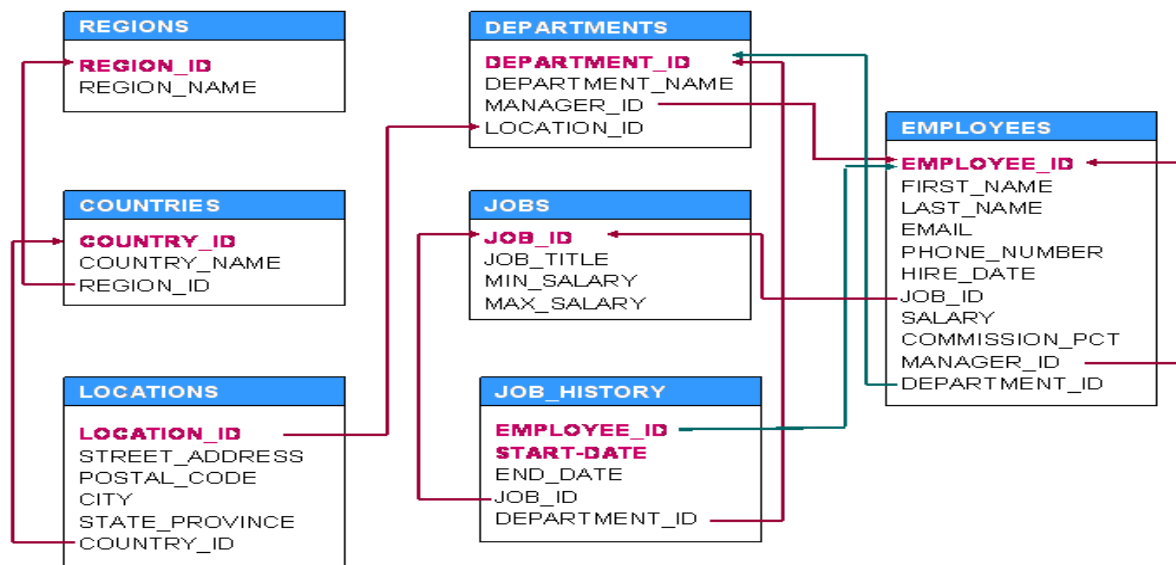 REGIONS
REGION_ID
REGION_NAME
DEPARTMENTS
DEPARTMENT_ID
DEPARTMENT_NAME
MANAGER_ID
LOCATION_ID
EMPLOYEES
EMPLOYEE_ID
FIRST_NAME
LAST_NAME
EMAIL
PHONE_NUMBER
HIRE_DATE
JOB_ID
SALARY
COMMISSION_PCT
MANAGER_ID
DEPARTMENT_ID
COUNTRIES
COUNTRY_ID
COUNTRY_NAME
REGION_ID
JOBS
JOB_ID
JOB_TITLE
MIN_SALARY
MAX_SALARY
LOCATIONS
LOCATION_ID
STREET_ADDRESS
POSTAL_CODE
CITY
STATE_PROVINCE
COUNTRY_ID
JOB_HISTORY
EMPLOYEE_ID
START-DATE
END_DATE
JOB_ID
DEPARTMENT_ID